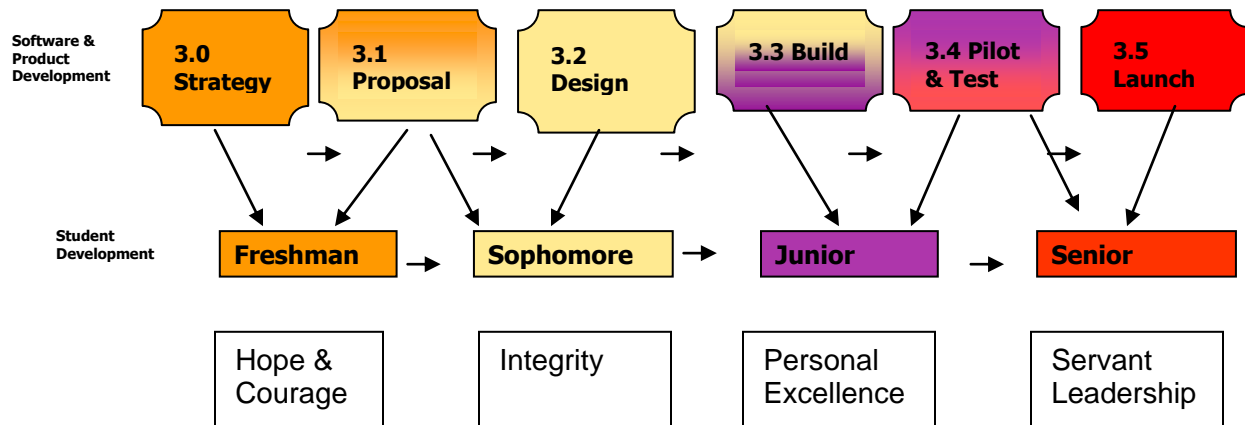 Software &
Product
Development
3.0
Strategy
3.1
Proposal
3.2
Design
3.3 Build
3.4 Pilot
& Test
3.5
Launch
Student
Development
Freshman
Sophomore
Junior
Senior
Hope &
Courage
Integrity
Personal
Excellence
Servant
Leadership